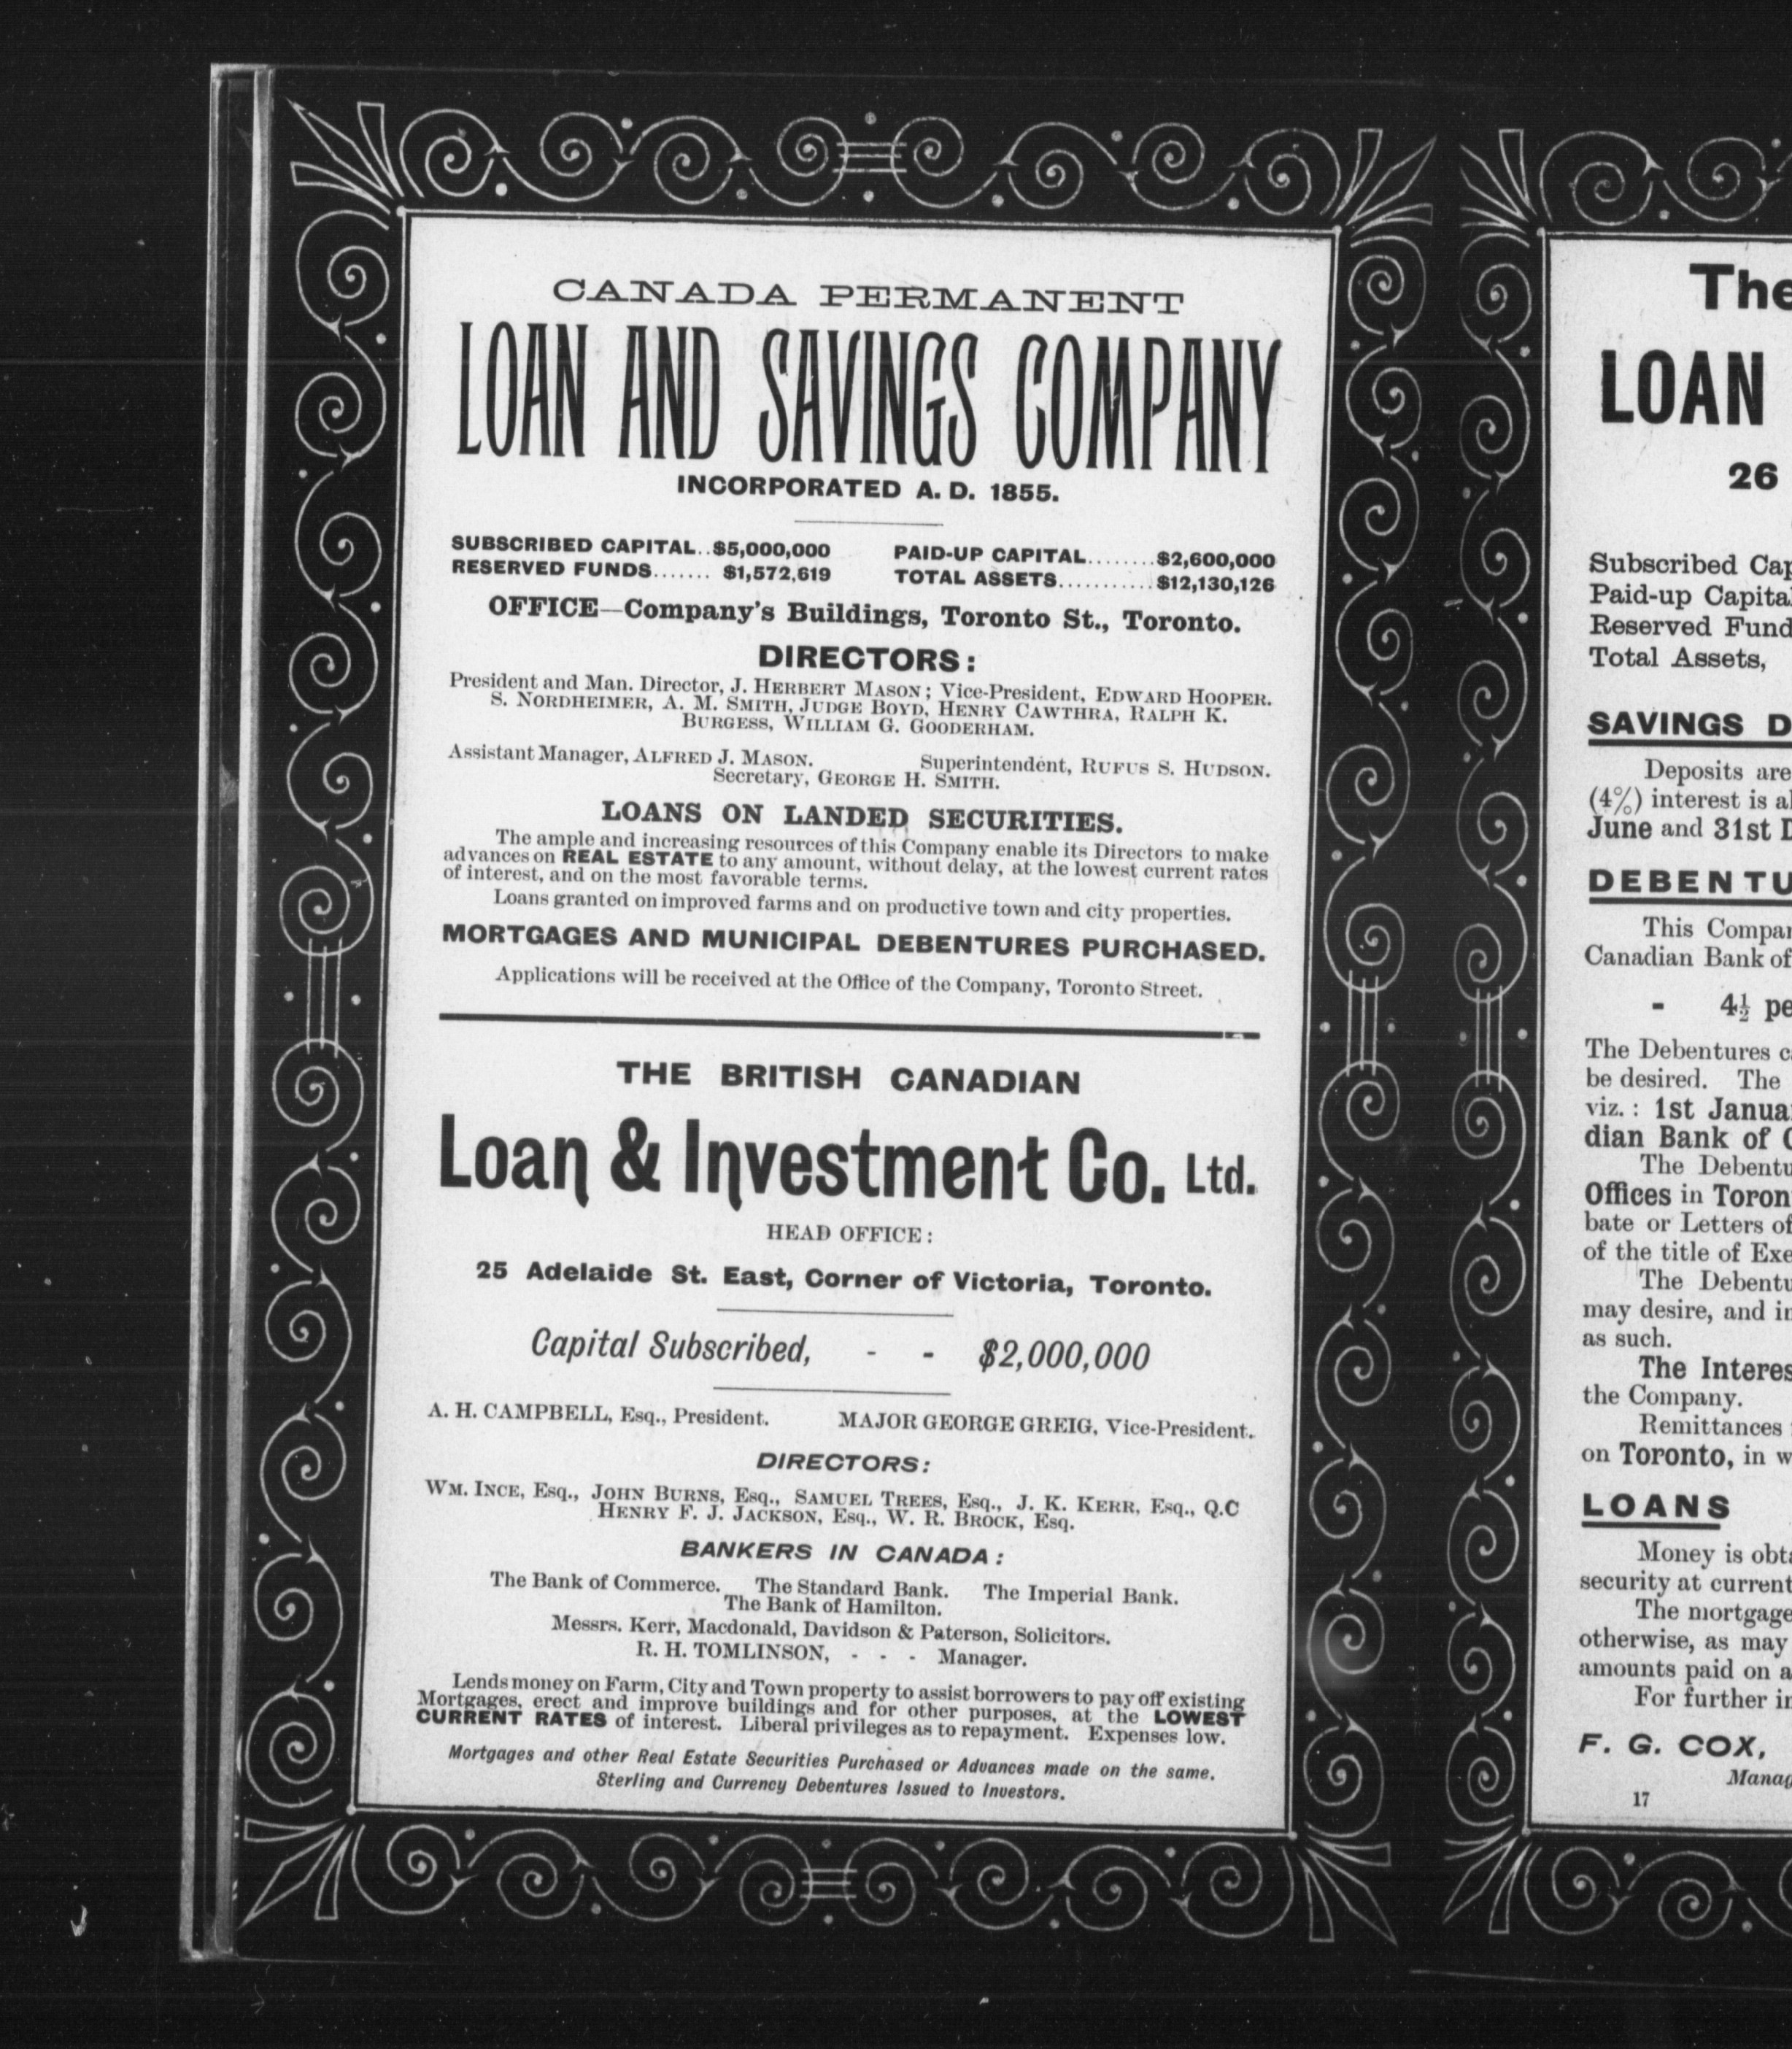 CANADA PERMANENT
LOAN AND SAVINGS COMPANY
INCORPORATED A. D. 1855.
SUBSCRIBED CAPITAL..$5,000,000 PAID-UP CAPITAL........$2,600,000
RESERVED FUNDS....... $1,572,619 TOTAL ASSETS...........$12,130,126
OFFICE—Company's Buildings, Toronto St., Toronto.
DIRECTORS:
President and Man. Director, J. HERBERT MASON; Vice-President, EDWARD HOOPER.
S. NORDHEIMER, A. M. SMITH, JUDGE BOYD, HENRY CAWTHRA, RALPH K.
BURGESS, WILLIAM G. GOODERHAM.
Assistant Manager, ALFRED J. MASON. Superintendent, RUFUS S. HUDSON.
Secretary, GEORGE H. SMITH.
LOANS ON LANDED SECURITIES.
The ample and increasing resources of this Company enable its Directors to make
advances on REAL ESTATE to any amount, without delay, at the lowest current rates
of interest, and on the most favorable terms.
Loans granted on improved farms and on productive town and city properties.
MORTGAGES AND MUNICIPAL DEBENTURES PURCHASED.
Applications will be received at the Office of the Company, Toronto Street.
THE BRITISH CANADIAN
Loan & Investment Co. Ltd.
HEAD OFFICE:
25 Adelaide St. East, Corner of Victoria, Toronto.
Capital Subscribed, - - $2,000,000
A. H. CAMPBELL, Esq., President. MAJOR GEORGE GREIG, Vice-President.
DIRECTORS:
WM. INCE, Esq., JOHN BURNS, Esq., SAMUEL TREES, Esq., J. K. KERR, Esq., Q.C
HENRY F. J. JACKSON, Esq., W. R. BROCK, Esq.
BANKERS IN CANADA:
The Bank of Commerce. The Standard Bank. The Imperial Bank.
The Bank of Hamilton.
Messrs. Kerr, Macdonald, Davidson & Paterson, Solicitors.
R. H. TOMLINSON, - - - Manager.
Lends money on Farm, City and Town property to assist borrowers to pay off existing
Mortgages, erect and improve buildings and for other purposes, at the LOWEST
CURRENT RATES of interest. Liberal privileges as to repayment. Expenses low.
Mortgages and other Real Estate Securities Purchased or Advances made on the same.
Sterling and Currency Debentures Issued to Investors.
The
LOAN
26
Subscribed Cap
Paid-up Capital
Reserved Fund
Total Assets,
SAVINGS D
Deposits are
(4%) interest is al
June and 31st D
DEBENTU
This Compan
Canadian Bank of
- 4½ pe
The Debentures c
be desired. The
viz.: 1st Januar
dian Bank of C
The Debentu
Offices in Toron
bate or Letters of
of the title of Exe
The Debentu
may desire, and in
as such.
The Interes
the Company.
Remittances
on Toronto, in w
LOANS
Money is obta
security at current
The mortgage
otherwise, as may
amounts paid on a
For further in
F. G. COX,
Manag
17